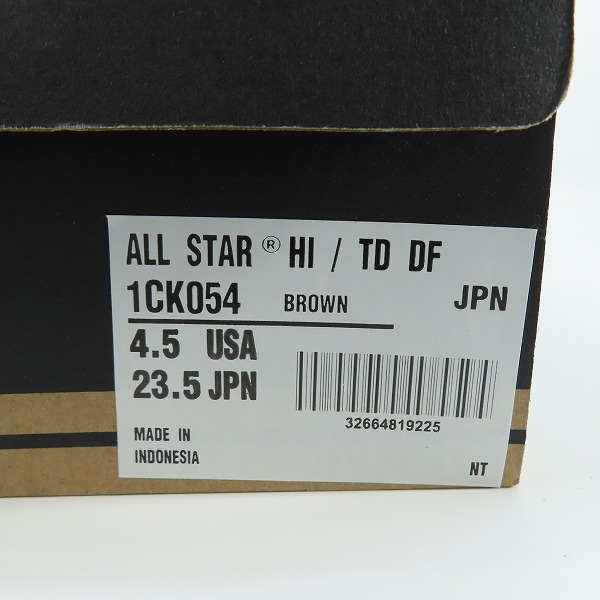 ALL STAR ® HI / TD DF
1CK054 BROWN JPN
4.5 USA
23.5 JPN
32664819225
MADE IN
INDONESIA
NT